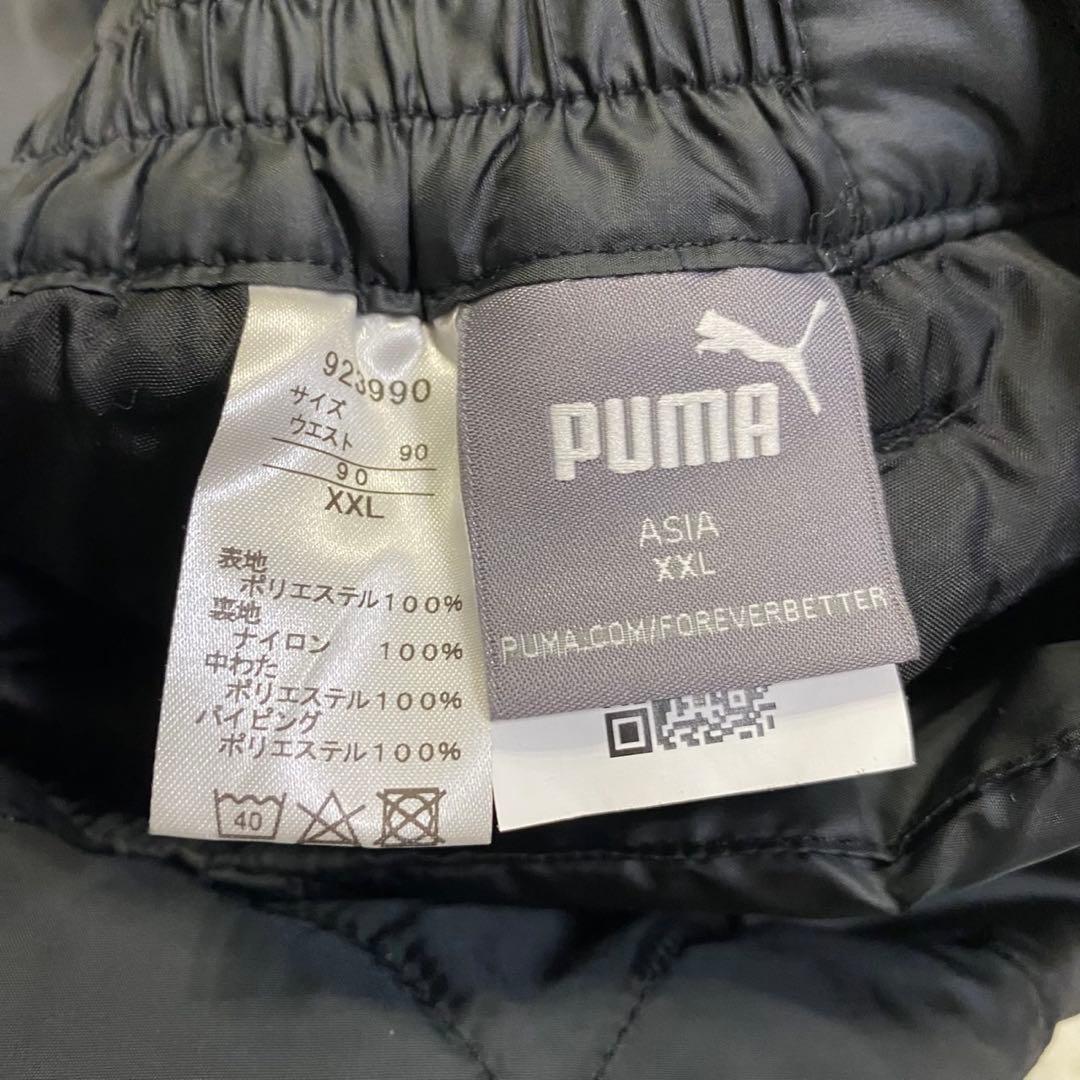 923990
サイズ
ウエスト 90
90
XXL
表地
ポリエステル100%
裏地
ナイロン 100%
中わた
ポリエステル100%
パイピング
ポリエステル100%
40
PUMA
ASIA
XXL
PUMA.COM/FOREVERBETTER